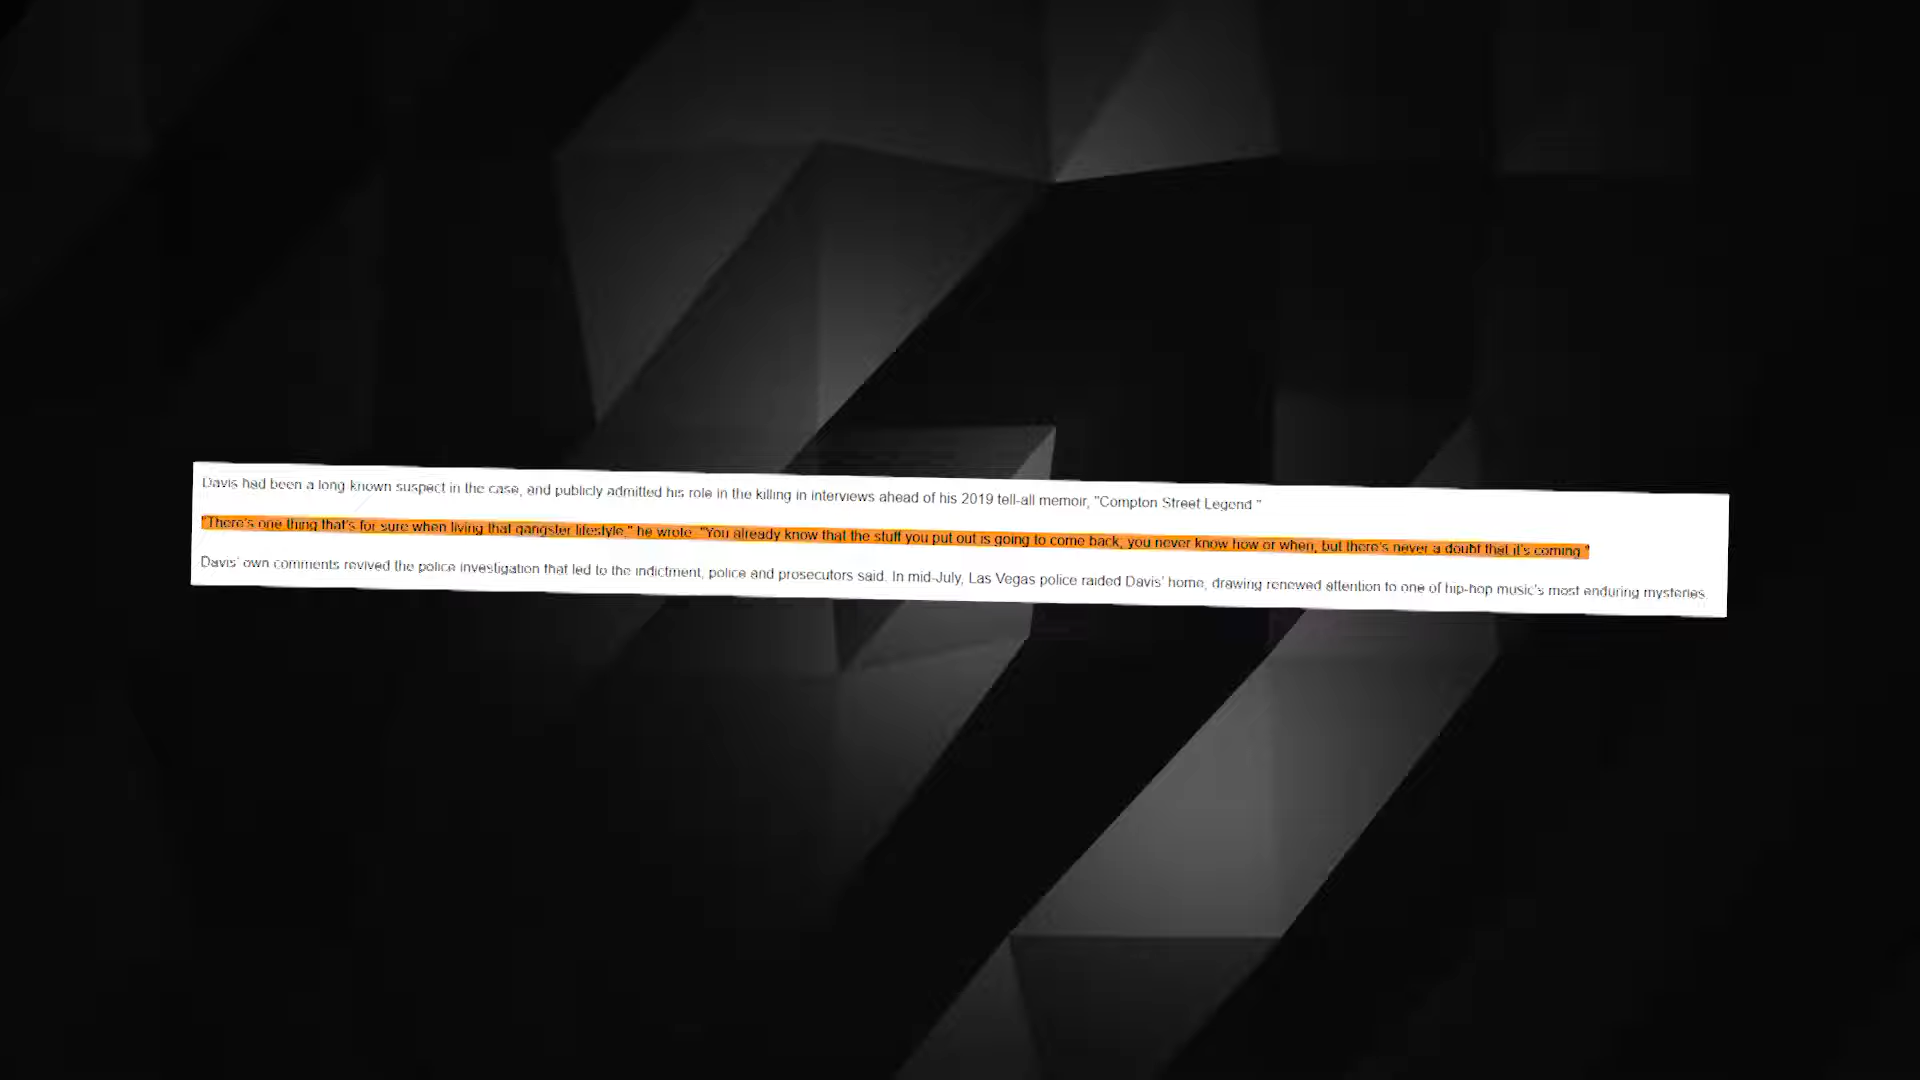 Davis had been a long known suspect in the case, and publicly admitted his role in the killing in interviews ahead of his 2019 tell-all memoir, "Compton Street Legend."
"There's one thing that's for sure when living that gangster lifestyle," he wrote. "You already know that the stuff you put out is going to come back; you never know how or when, but there's never a doubt that it's coming."
Davis' own comments revived the police investigation that led to the indictment, police and prosecutors said. In mid-July, Las Vegas police raided Davis' home, drawing renewed attention to one of hip-hop music's most enduring mysteries.